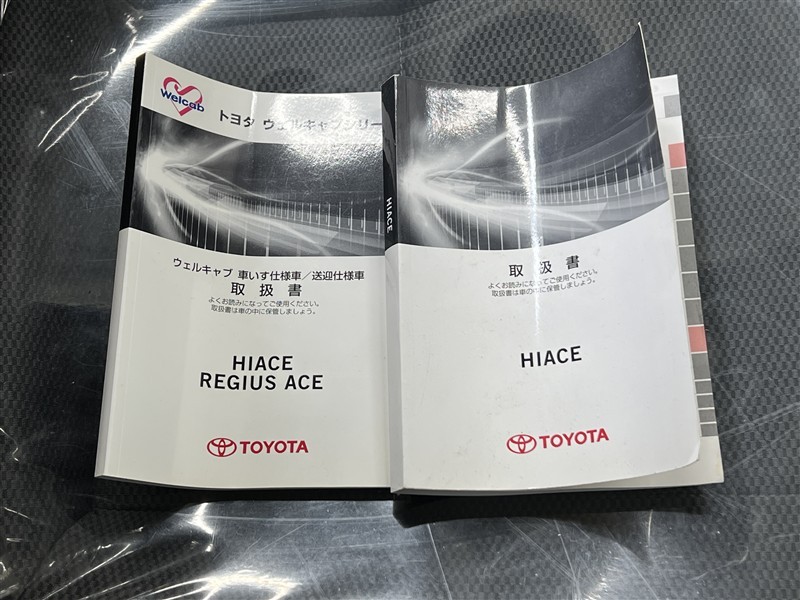 Welcab
トヨタ ウェルキャブシリー
ウェルキャブ 車いす仕様車／送迎仕様車
取扱書
よくお読みになってご使用ください。
取扱書は車の中に保管しましょう。
HIACE
REGIUS ACE
TOYOTA
HIACE
取扱書
よくお読みになってご使用ください。
取扱書は車の中に保管しましょう。
HIACE
TOYOTA